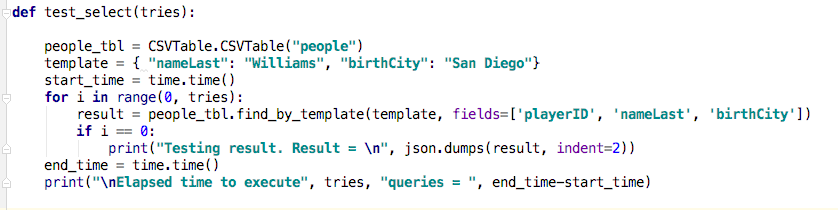 def test_select(tries):
people_tbl = CSVTable.CSVTable("people")
template = { "nameLast": "Williams", "birthCity": "San Diego"}
start_time = time.time()
for i in range(0, tries):
result = people_tbl.find_by_template(template, fields=['playerID', 'nameLast', 'birthCity'])
if i == 0:
print("Testing result. Result = \n", json.dumps(result, indent=2))
end_time = time.time()
print("\nElapsed time to execute", tries, "queries = ", end_time-start_time)